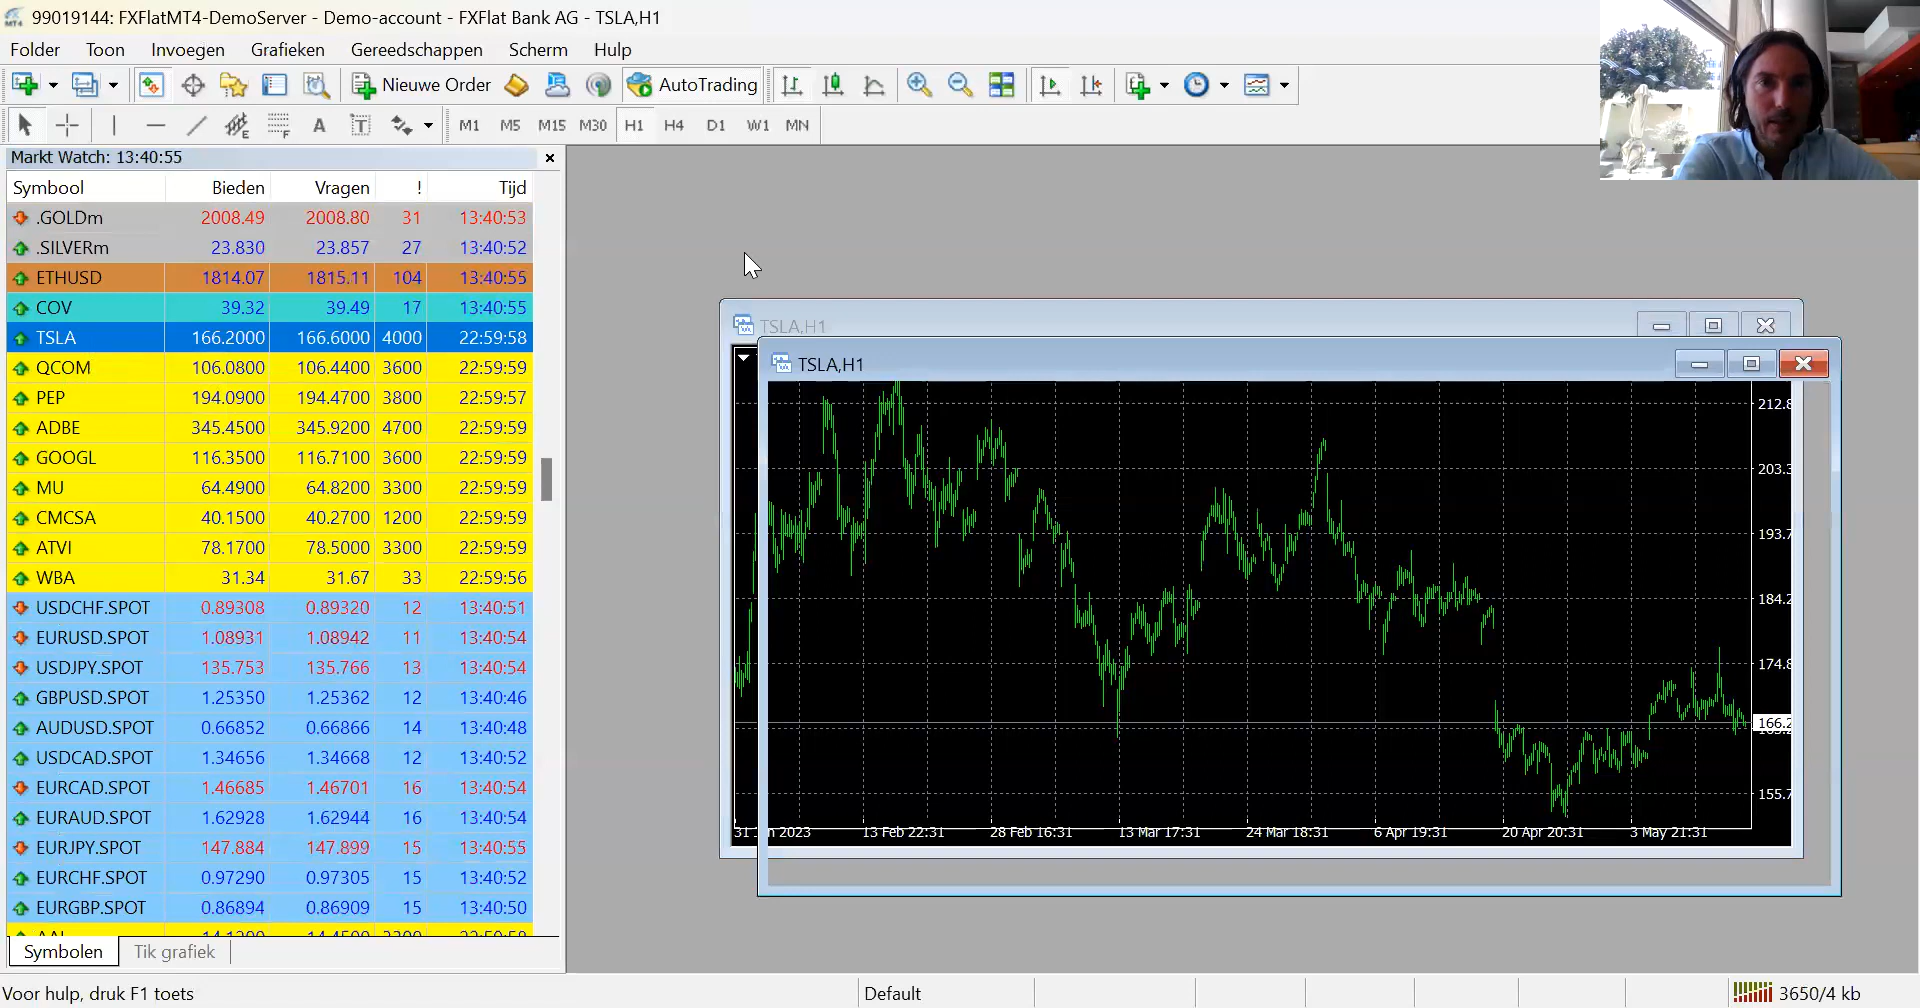 99019144: FXFlatMT4-DemoServer - Demo-account - FXFlat Bank AG - TSLA,H1
Folder Toon Invoegen Grafieken Gereedschappen Scherm Hulp
Nieuwe Order AutoTrading
A T M1 M5 M15 M30 H1 H4 D1 W1 MN
Markt Watch: 13:40:55
Symbool Bieden Vragen ! Tijd
.GOLDm 2008.49 2008.80 31 13:40:53
.SILVERm 23.830 23.857 27 13:40:52
ETHUSD 1814.07 1815.11 104 13:40:55
COV 39.32 39.49 17 13:40:55
TSLA 166.2000 166.6000 4000 22:59:58
QCOM 106.0800 106.4400 3600 22:59:59
PEP 194.0900 194.4700 3800 22:59:57
ADBE 345.4500 345.9200 4700 22:59:59
GOOGL 116.3500 116.7100 3600 22:59:59
MU 64.4900 64.8200 3300 22:59:59
CMCSA 40.1500 40.2700 1200 22:59:59
ATVI 78.1700 78.5000 3300 22:59:59
WBA 31.34 31.67 33 22:59:56
USDCHF.SPOT 0.89308 0.89320 12 13:40:51
EURUSD.SPOT 1.08931 1.08942 11 13:40:54
USDJPY.SPOT 135.753 135.766 13 13:40:54
GBPUSD.SPOT 1.25350 1.25362 12 13:40:46
AUDUSD.SPOT 0.66852 0.66866 14 13:40:48
USDCAD.SPOT 1.34656 1.34668 12 13:40:52
EURCAD.SPOT 1.46685 1.46701 16 13:40:54
EURAUD.SPOT 1.62928 1.62944 16 13:40:54
EURJPY.SPOT 147.884 147.899 15 13:40:55
EURCHF.SPOT 0.97290 0.97305 15 13:40:52
EURGBP.SPOT 0.86894 0.86909 15 13:40:50
Symbolen Tik grafiek
TSLA,H1
TSLA,H1
212.8
203.3
193.7
184.2
174.8
166.2
155.7
31 2023 13 Feb 22:31 28 Feb 16:31 13 Mar 17:31 24 Mar 18:31 6 Apr 19:31 20 Apr 20:31 3 May 21:31
Voor hulp, druk F1 toets Default 3650/4 kb